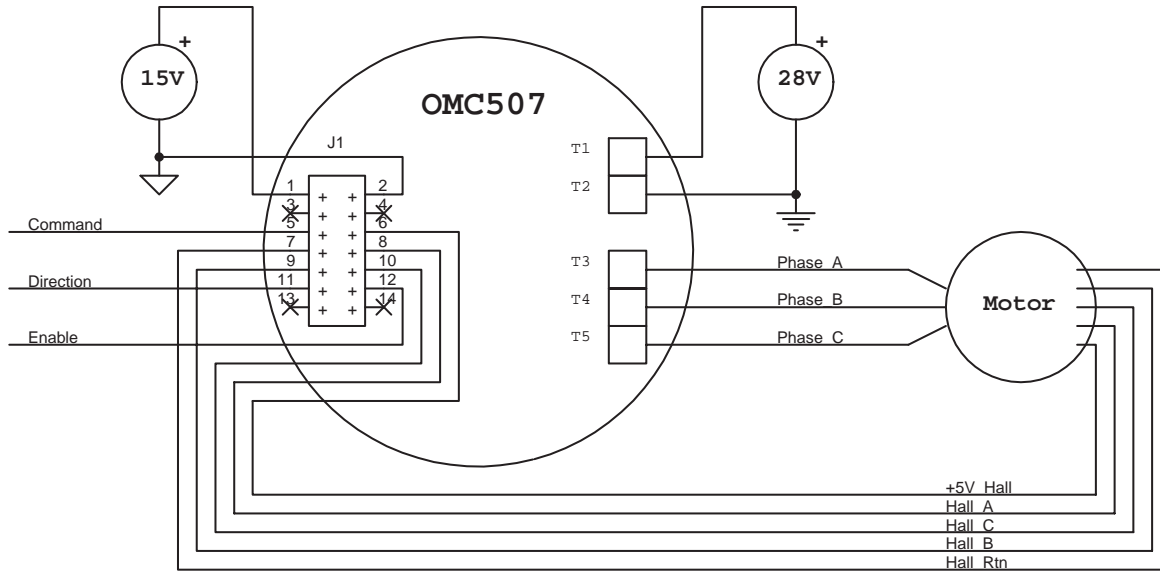 +
+
15V
28V
OMC507
J1
T1
T2
1 2
3 4
5 6
7 8
9 10
11 12
13 14
+ +
+ +
+ +
+ +
+ +
+ +
+ +
Command
Direction
Enable
T3
T4
T5
Phase A
Phase B
Phase C
Motor
+5V Hall
Hall A
Hall C
Hall B
Hall Rtn